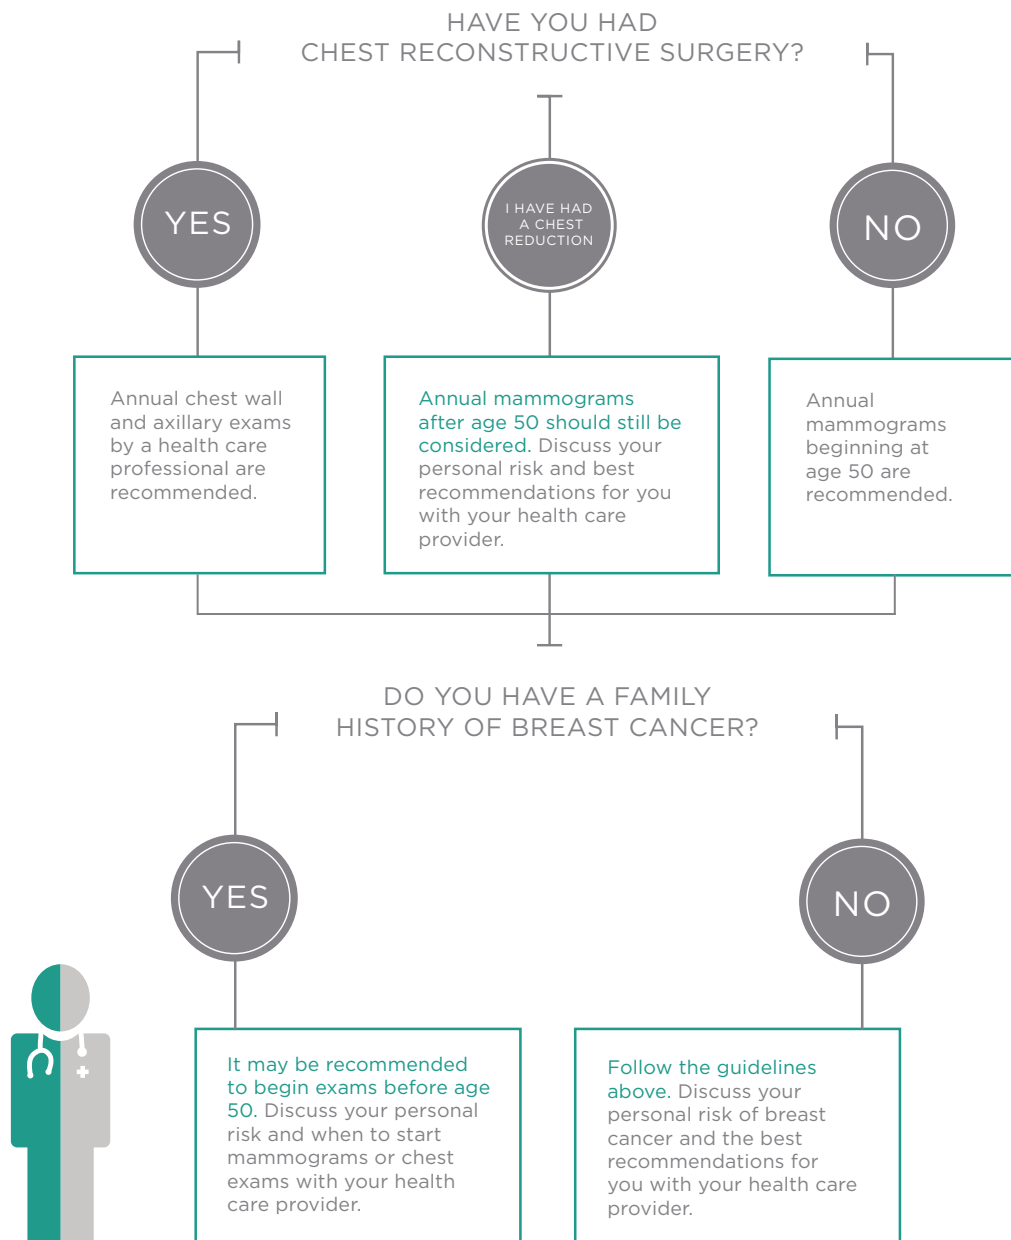 HAVE YOU HAD
CHEST RECONSTRUCTIVE SURGERY?
YES
I HAVE HAD
A CHEST
REDUCTION
NO
Annual chest wall
and axillary exams
by a health care
professional are
recommended.
Annual mammograms
after age 50 should still be
considered. Discuss your
personal risk and best
recommendations for you
with your health care
provider.
Annual
mammograms
beginning at
age 50 are
recommended.
DO YOU HAVE A FAMILY
HISTORY OF BREAST CANCER?
YES
NO
It may be recommended
to begin exams before age
50. Discuss your personal
risk and when to start
mammograms or chest
exams with your health
care provider.
Follow the guidelines
above. Discuss your
personal risk of breast
cancer and the best
recommendations for
you with your health care
provider.